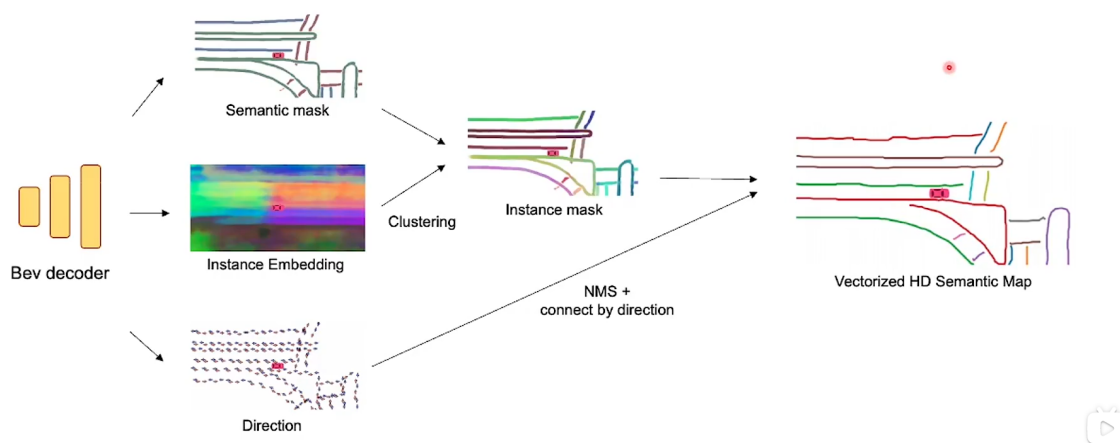 Semantic mask
Bev decoder
Instance Embedding
Clustering
Instance mask
Vectorized HD Semantic Map
NMS +
connect by direction
Direction